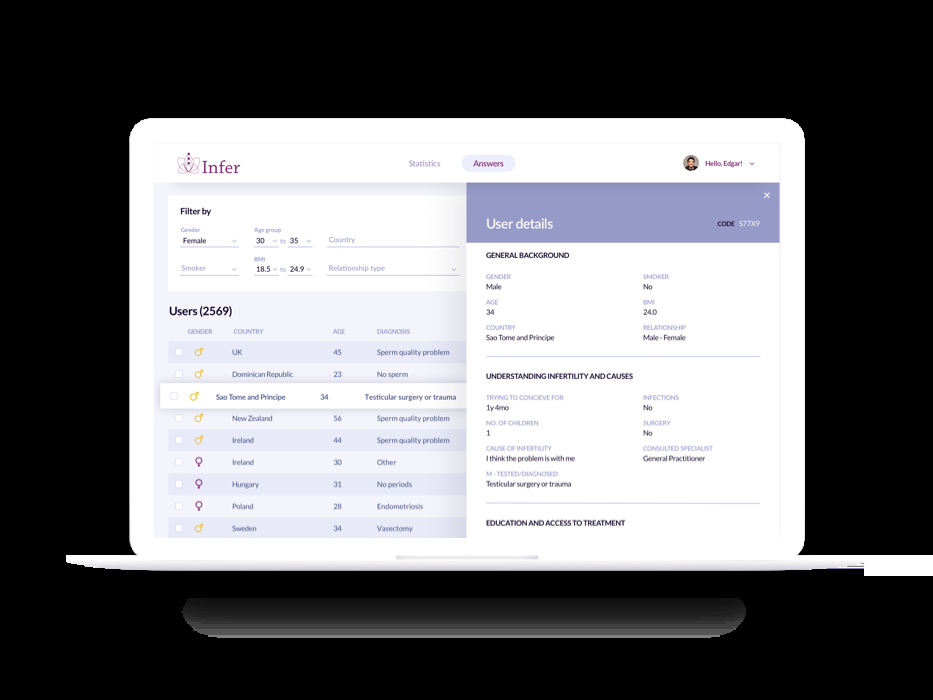 Infer
Statistics
Answers
Hello, Edgar!
Filter by
Gender
Female
Age group
30 to 35
Country
Smoker
BMI
18.5 to 24.9
Relationship type
Users (2569)
GENDER COUNTRY AGE DIAGNOSIS
UK 45 Sperm quality problem
Dominican Republic 23 No sperm
Sao Tome and Principe 34 Testicular surgery or trauma
New Zealand 56 Sperm quality problem
Ireland 44 Sperm quality problem
Ireland 30 Other
Hungary 31 No periods
Poland 28 Endometriosis
Sweden 34 Vasectomy
User details
CODE S77X9
GENERAL BACKGROUND
GENDER
Male
SMOKER
No
AGE
34
BMI
24.0
COUNTRY
Sao Tome and Principe
RELATIONSHIP
Male - Female
UNDERSTANDING INFERTILITY AND CAUSES
TRYING TO CONCIEVE FOR
1y 4mo
INFECTIONS
No
NO. OF CHILDREN
1
SURGERY
No
CAUSE OF INFERTILITY
I think the problem is with me
CONSULTED SPECIALIST
General Practitioner
M - TESTED/DIAGNOSED
Testicular surgery or trauma
EDUCATION AND ACCESS TO TREATMENT